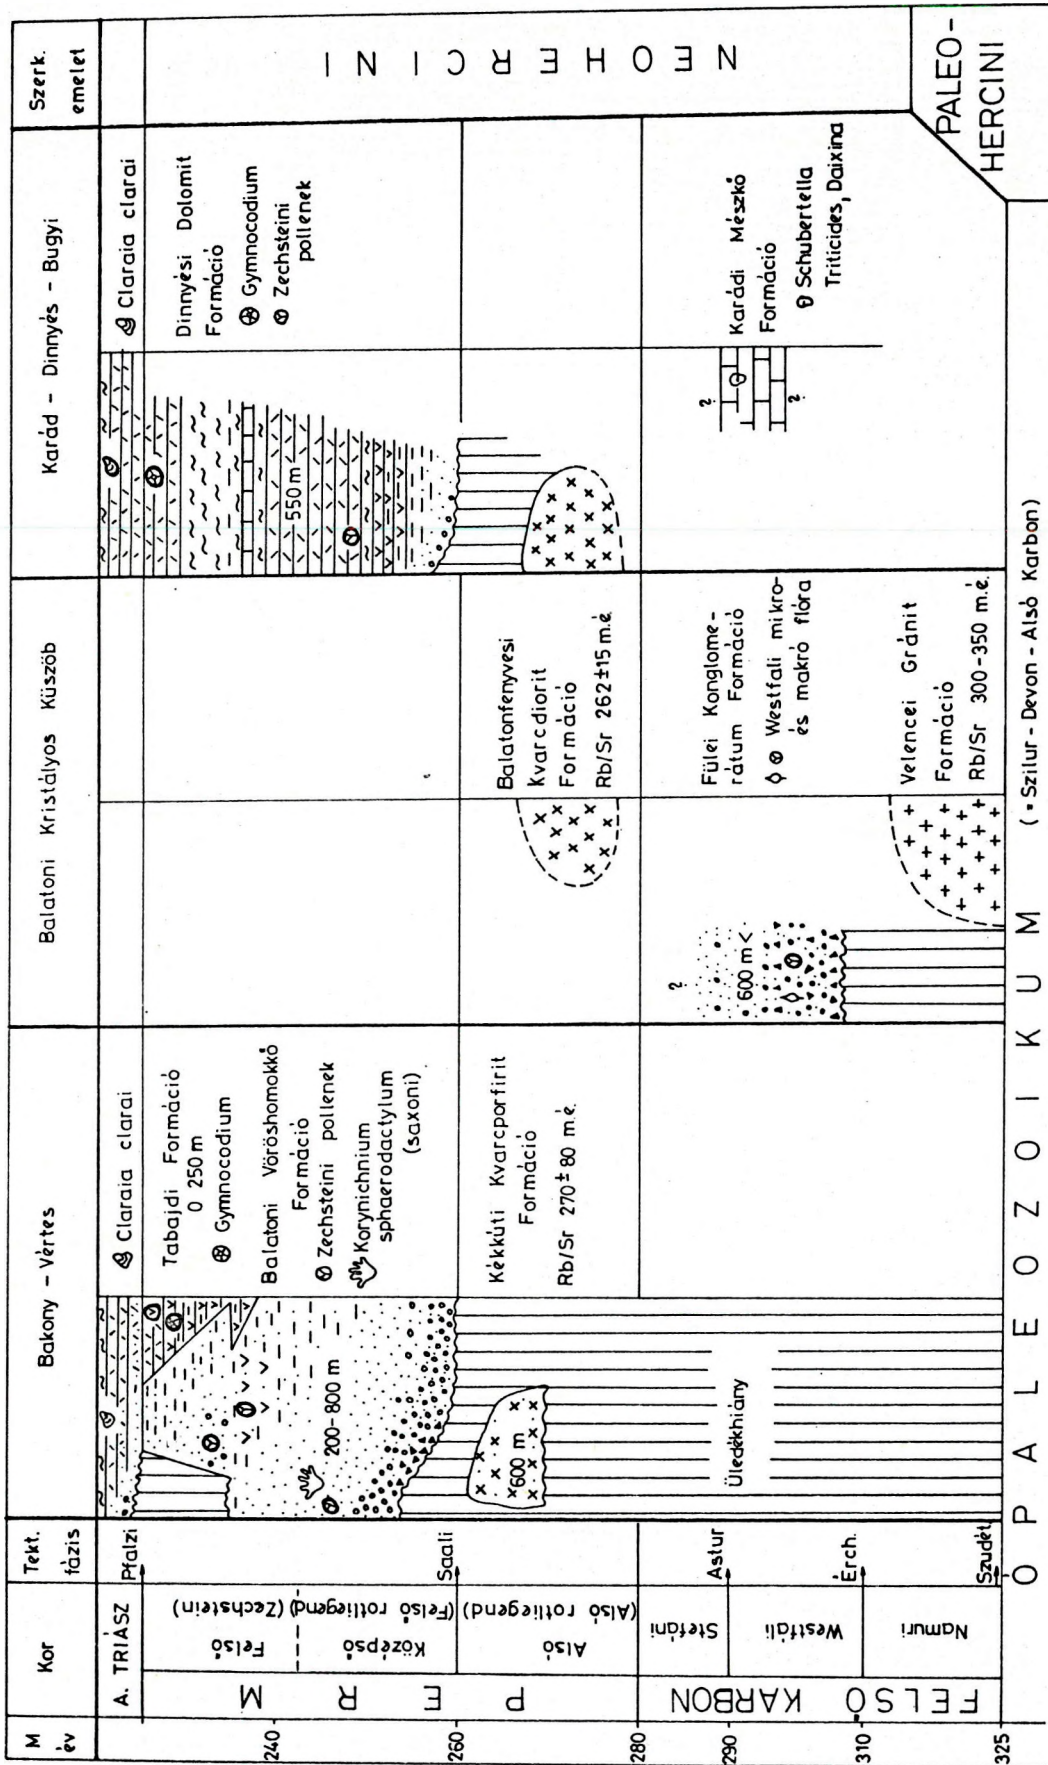 M
év
Kor
Tekt.
fázis
Bakony - Vértes
Balatoni Kristályos Küszöb
Karád - Dinnyés - Bugyi
Szerk.
emelet
A. TRIÁSZ
PERM
FELSŐ KARBON
Felső
(Zechstein)
Középső
(Felső rotliegend)
Alsó
(Alsó rotliegend)
Stefáni
Westfáli
Namuri
240
260
280
290
310
325
Pfalzi
Saali
Astur
Érch.
Szudét.
200-800 m
600 m
Üledékhiány
Claraia clarai
Tabajdi Formáció
0 250 m
Gymnocodium
Balatoni Vöröshomokkő
Formáció
Zechsteini pollenek
Korynichnium
sphaerodactylum
(saxoni)
Kékkúti Kvarcporfirit
Formáció
Rb/Sr 270±80 m.é.
?
600 m <
Balatonfenyvesi
Kvarcdiorit
Formáció
Rb/Sr 262±15 m.é.
Fülei Konglome-
rátum Formáció
Westfali mikro-
és makró flóra
Velencei Gránit
Formáció
Rb/Sr 300-350 m.é.
550 m <
?
?
Claraia clarai
Dinnyési Dolomit
Formáció
Gymnocodium
Zechsteini
pollenek
Karádi Mészkő
Formáció
Schubertella
Triticides, Daixina
NEOHERCINI
PALEO-
HERCINI
ÓPALEOZOIKUM (▪Szilur - Devon - Alsó Karbon)